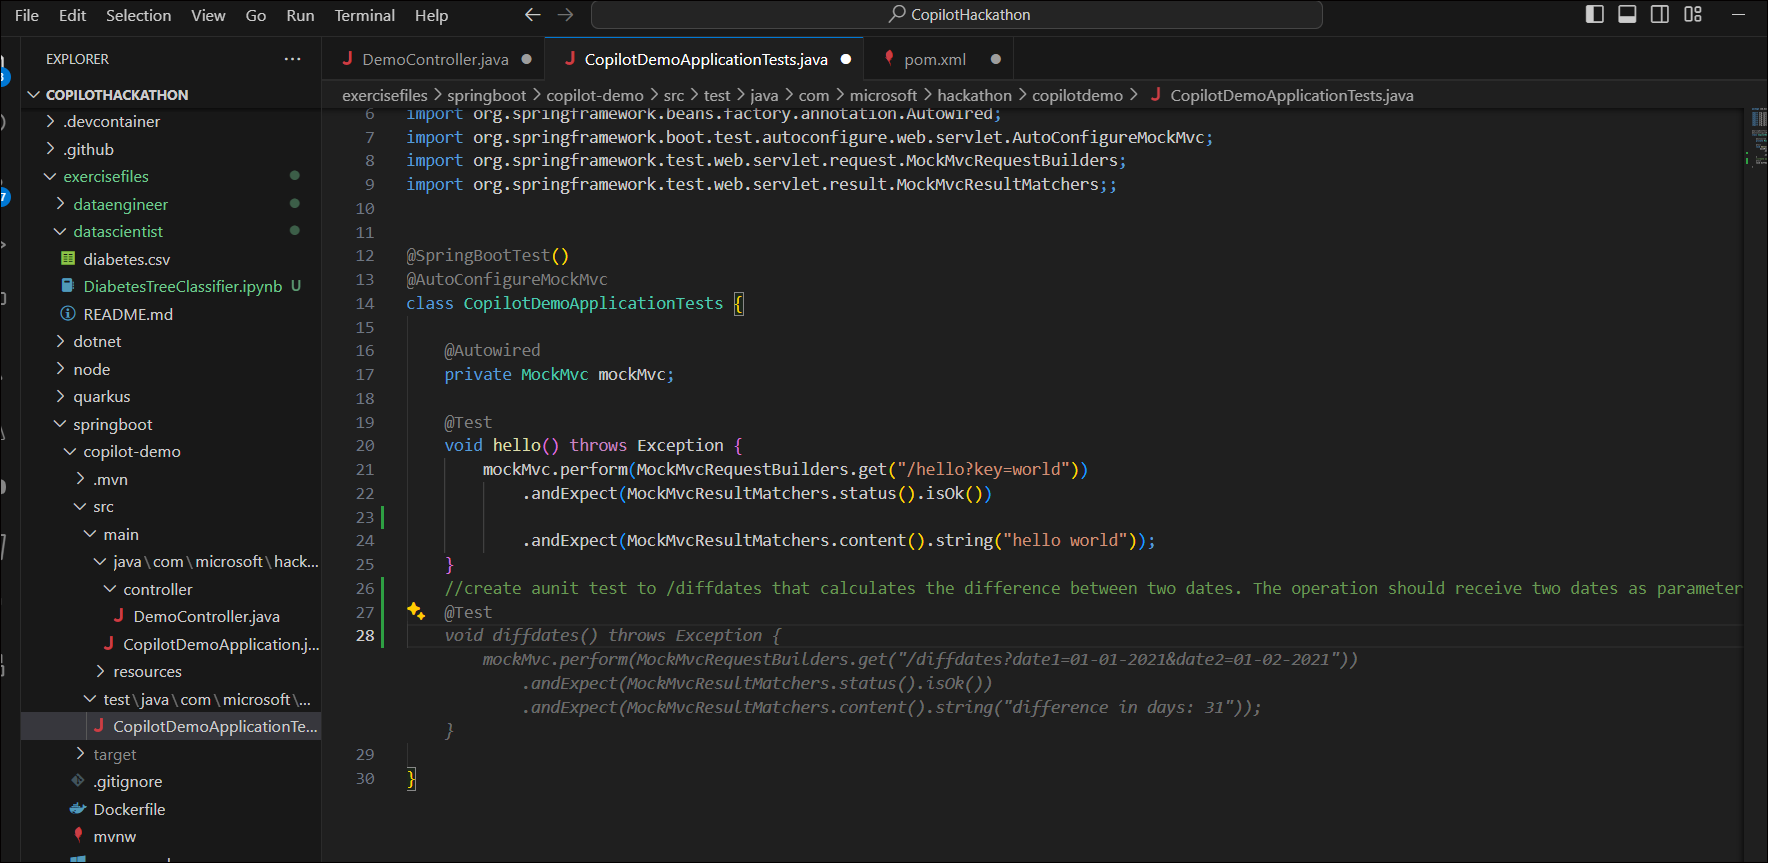 File Edit Selection View Go Run Terminal Help
CopilotHackathon
EXPLORER
DemoController.java
CopilotDemoApplicationTests.java
pom.xml
COPILOTHACKATHON
.devcontainer
.github
exercisefiles
dataengineer
datascientist
diabetes.csv
DiabetesTreeClassifier.ipynb U
README.md
dotnet
node
quarkus
springboot
copilot-demo
.mvn
src
main
java\com\microsoft\hack...
controller
DemoController.java
CopilotDemoApplication.j...
resources
test\java\com\microsoft\...
CopilotDemoApplicationTe...
target
.gitignore
Dockerfile
mvnw
exercisefiles > springboot > copilot-demo > src > test > java > com > microsoft > hackathon > copilotdemo > CopilotDemoApplicationTests.java
6 import org.springframework.beans.factory.annotation.Autowired;
7 import org.springframework.boot.test.autoconfigure.web.servlet.AutoConfigureMockMvc;
8 import org.springframework.test.web.servlet.request.MockMvcRequestBuilders;
9 import org.springframework.test.web.servlet.result.MockMvcResultMatchers;;
10
11
12 @SpringBootTest()
13 @AutoConfigureMockMvc
14 class CopilotDemoApplicationTests {
15
16 @Autowired
17 private MockMvc mockMvc;
18
19 @Test
20 void hello() throws Exception {
21 mockMvc.perform(MockMvcRequestBuilders.get("/hello?key=world"))
22 .andExpect(MockMvcResultMatchers.status().isOk())
23
24 .andExpect(MockMvcResultMatchers.content().string("hello world"));
25 }
26 //create aunit test to /diffdates that calculates the difference between two dates. The operation should receive two dates as parameter
27 @Test
28 void diffdates() throws Exception {
mockMvc.perform(MockMvcRequestBuilders.get("/diffdates?date1=01-01-2021&date2=01-02-2021"))
.andExpect(MockMvcResultMatchers.status().isOk())
.andExpect(MockMvcResultMatchers.content().string("difference in days: 31"));
}
29
30 }